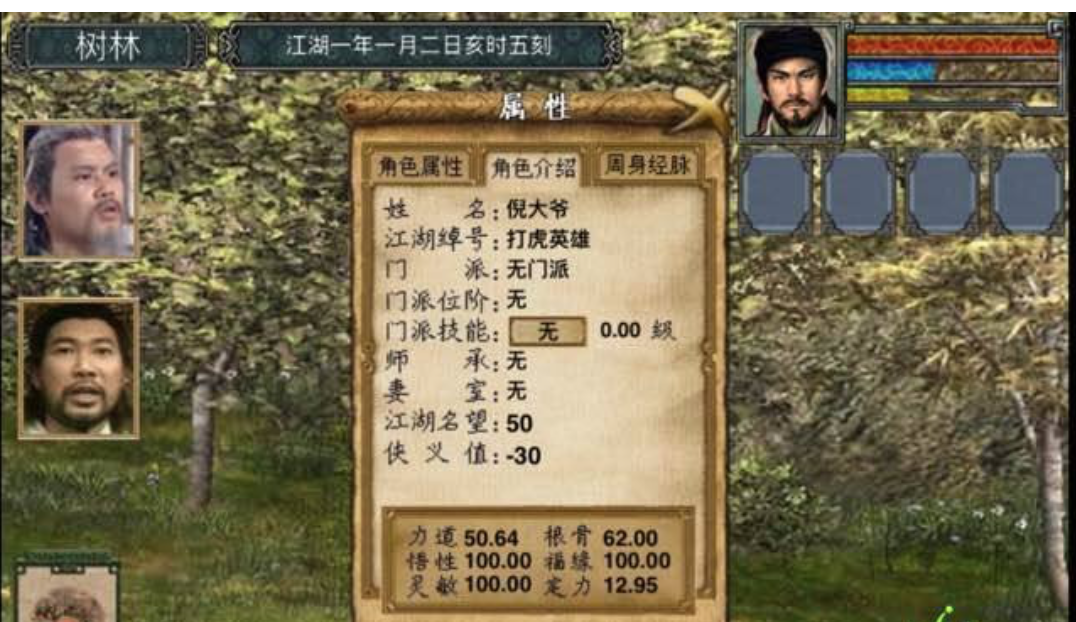 树林
江湖一年一月二日亥时五刻
属性
角色属性 角色介绍 周身经脉
姓名:倪大爷
江湖绰号:打虎英雄
门派:无门派
门派位阶:无
门派技能:无 0.00 級
师承:无
妻室:无
江湖名望:50
侠义值:-30
力道 50.64 根骨 62.00
悟性 100.00 福缘 100.00
灵敏 100.00 定力 12.95